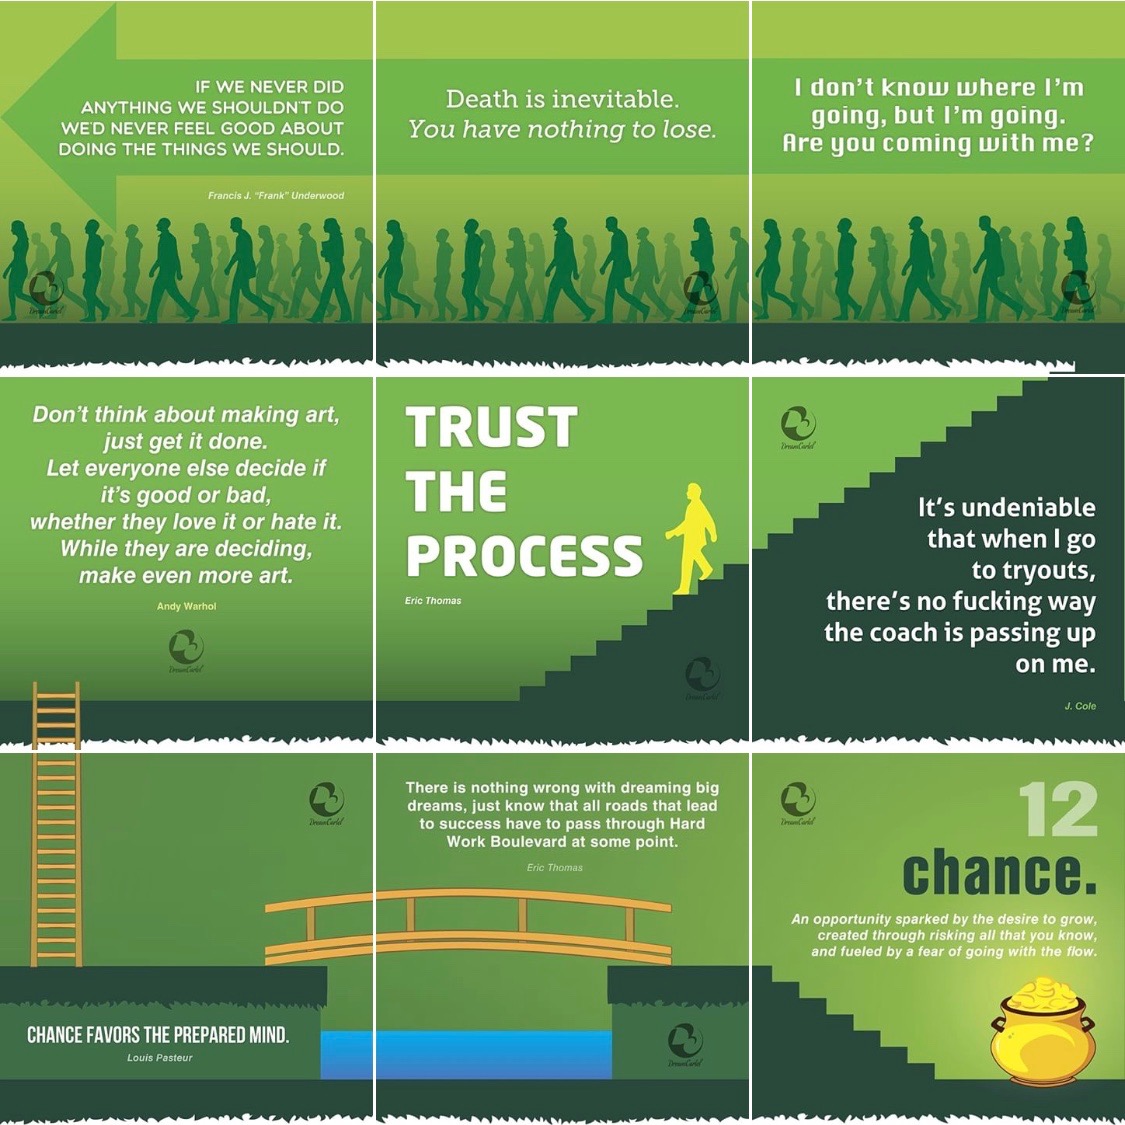 IF WE NEVER DID
ANYTHING WE SHOULDN'T DO
WE'D NEVER FEEL GOOD ABOUT
DOING THE THINGS WE SHOULD.
Francis J. "Frank" Underwood
DreamCartel
Death is inevitable.
You have nothing to lose.
DreamCartel
I don't know where I'm
going, but I'm going.
Are you coming with me?
DreamCartel
Don't think about making art,
just get it done.
Let everyone else decide if
it's good or bad,
whether they love it or hate it.
While they are deciding,
make even more art.
Andy Warhol
DreamCartel
TRUST
THE
PROCESS
Eric Thomas
DreamCartel
DreamCartel
It's undeniable
that when I go
to tryouts,
there's no fucking way
the coach is passing up
on me.
J. Cole
DreamCartel
CHANCE FAVORS THE PREPARED MIND.
Louis Pasteur
There is nothing wrong with dreaming big
dreams, just know that all roads that lead
to success have to pass through Hard
Work Boulevard at some point.
Eric Thomas
DreamCartel
DreamCartel
12
chance.
An opportunity sparked by the desire to grow,
created through risking all that you know,
and fueled by a fear of going with the flow.